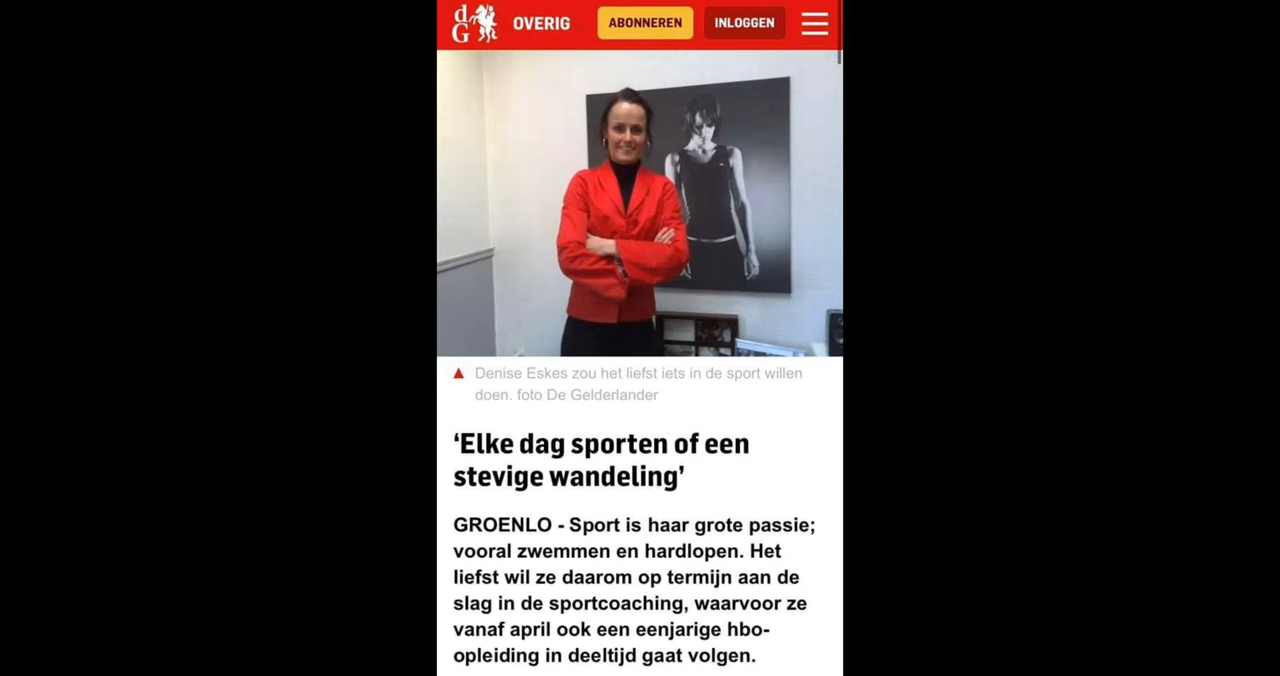 dG
OVERIG
ABONNEREN
INLOGGEN
Denise Eskes zou het liefst iets in de sport willen
doen. foto De Gelderlander
‘Elke dag sporten of een
stevige wandeling’
GROENLO - Sport is haar grote passie;
vooral zwemmen en hardlopen. Het
liefst wil ze daarom op termijn aan de
slag in de sportcoaching, waarvoor ze
vanaf april ook een eenjarige hbo-
opleiding in deeltijd gaat volgen.